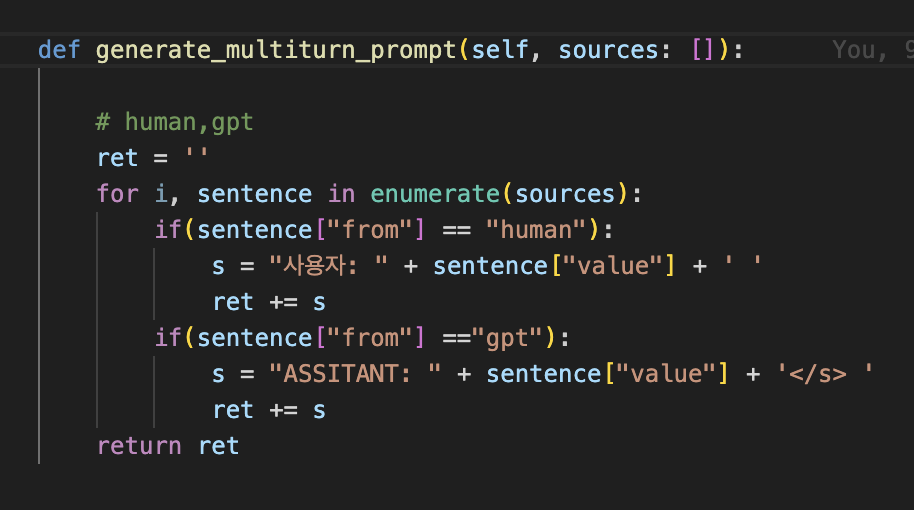 def generate_multiturn_prompt(self, sources: []): You, 9
# human,gpt
ret = ''
for i, sentence in enumerate(sources):
if(sentence["from"] == "human"):
s = "사용자: " + sentence["value"] + ' '
ret += s
if(sentence["from"] =="gpt"):
s = "ASSITANT: " + sentence["value"] + '</s> '
ret += s
return ret